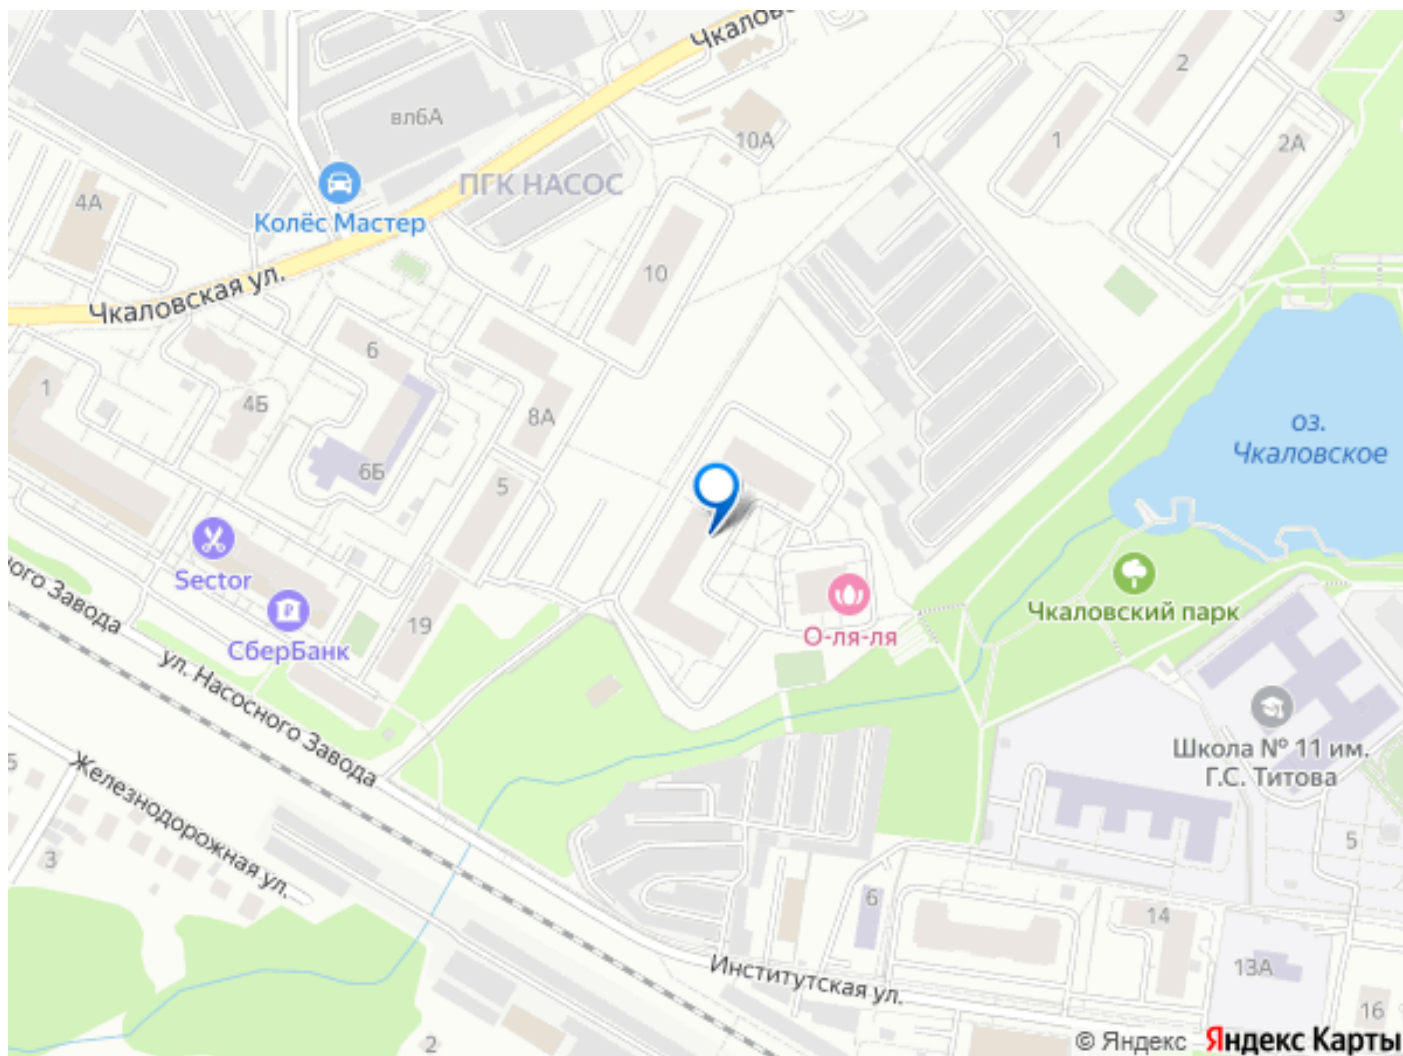 Чкаловс
3
2
вл6А
10А
1
2А
ПГК НАСОС
4А
Колёс Мастер
10
Чкаловская ул.
6
1
4Б
8А
оз.
Чкаловское
6Б
5
Sector
ого Завода
Чкаловский парк
19
О-ля-ля
СберБанк
ул. Насосного Завода
Школа № 11 им.
Г.С. Титова
5
Железнодорожная ул.
5
3
6
14
Институтская ул.
13А
16
2
© Яндекс Яндекс Карты